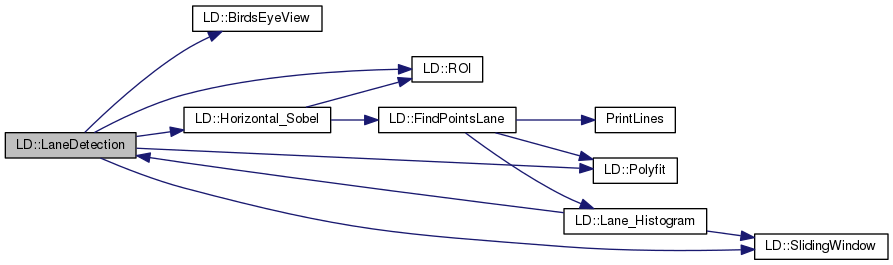 LD::BirdsEyeView
LD::ROI
LD::Horizontal_Sobel
LD::FindPointsLane
PrintLines
LD::LaneDetection
LD::Polyfit
LD::Lane_Histogram
LD::SlidingWindow